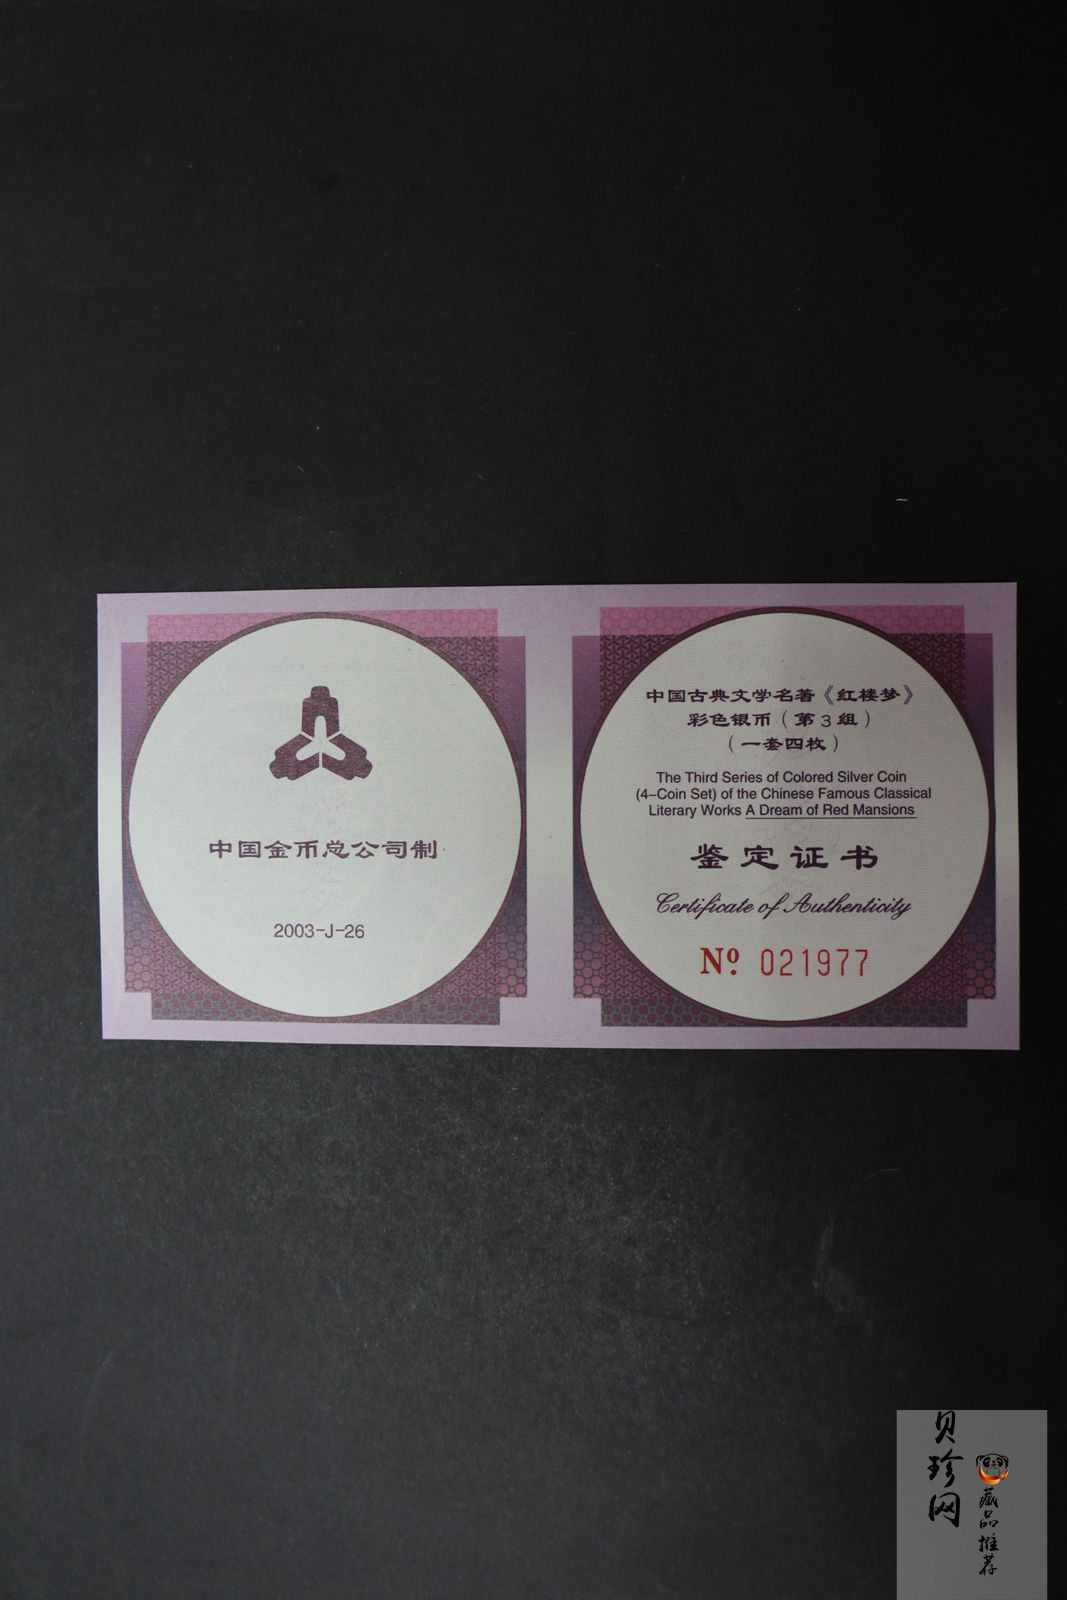 中国金币总公司制
2003-J-26
中国古典文学名著《红楼梦》
彩色银币（第3组）
（一套四枚）
The Third Series of Colored Silver Coin
(4-Coin Set) of the Chinese Famous Classical
Literary Works A Dream of Red Mansions
鉴定证书
Certificate of Authenticity
Nº 021977
贝珍网
藏品推荐